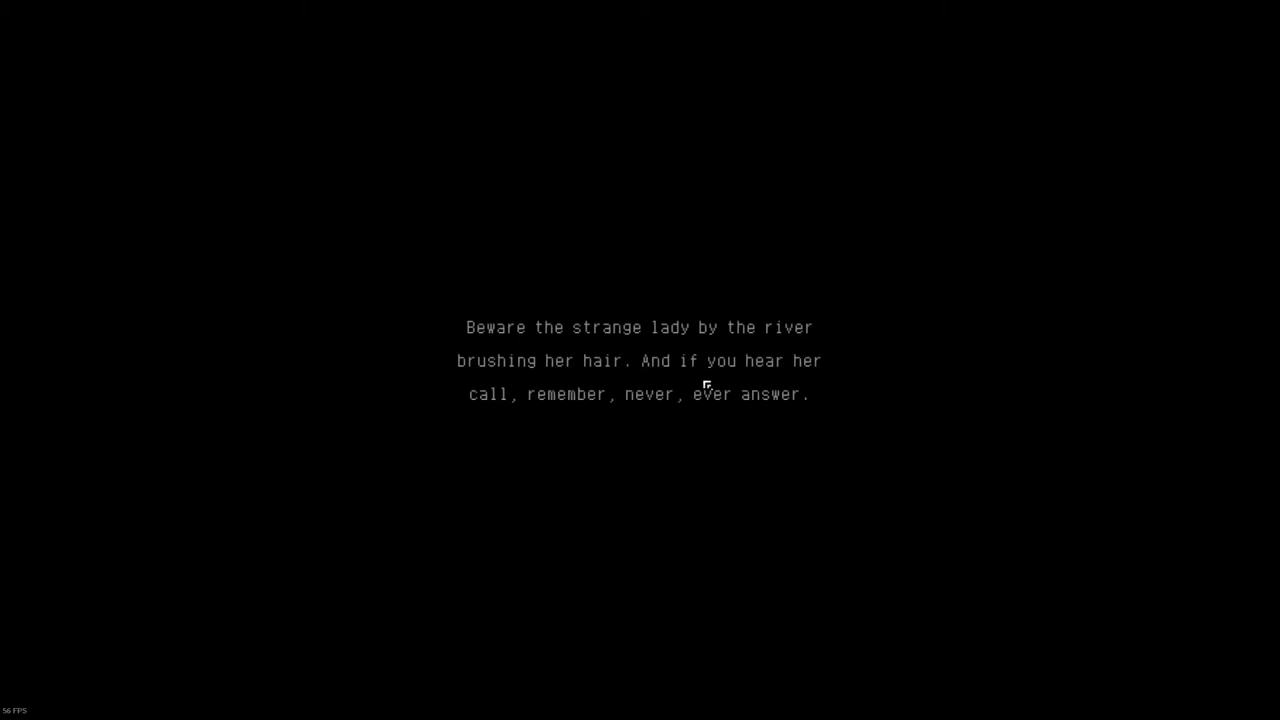 Beware the strange lady by the river
brushing her hair. And if you hear her
call, remember, never, ever answer.
56 FPS